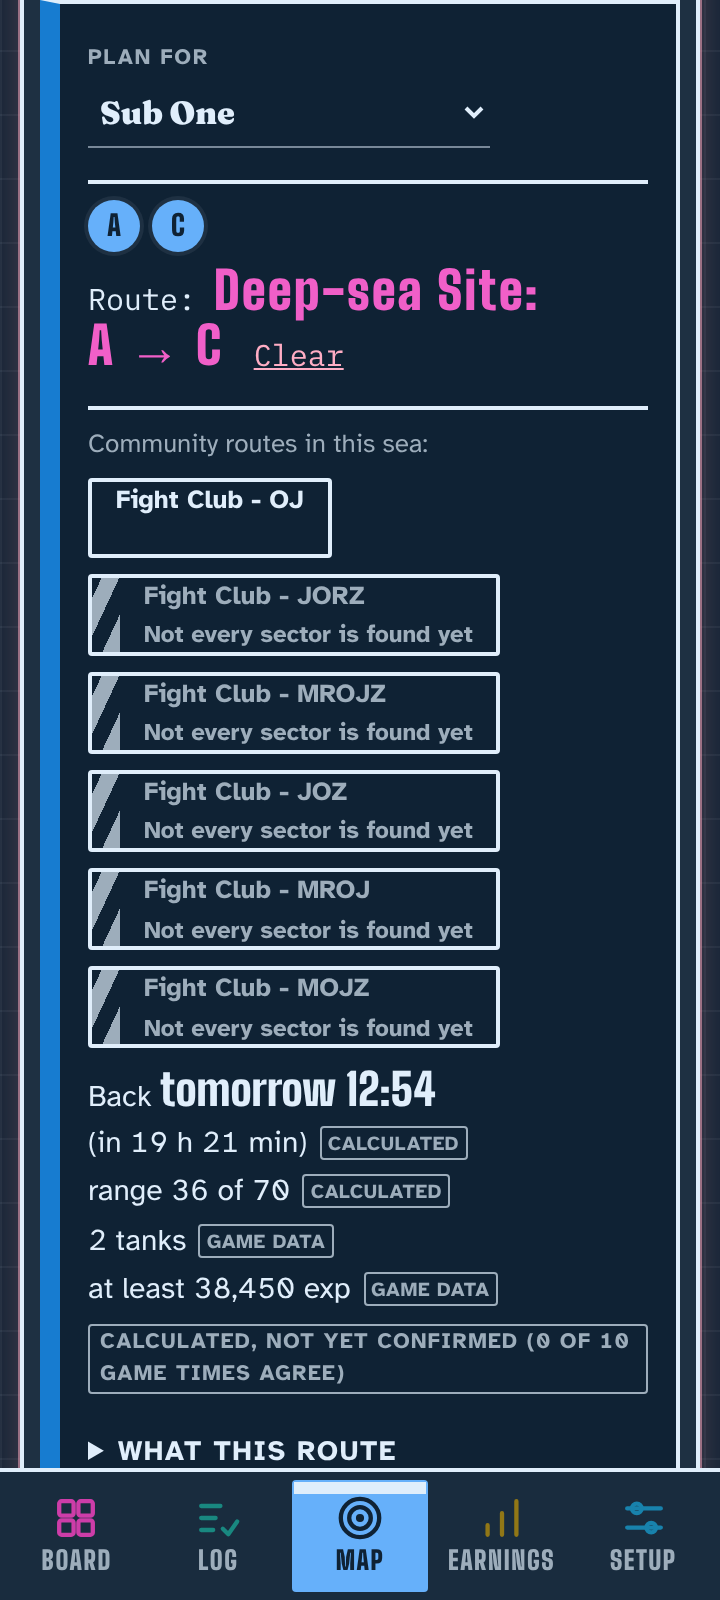 PLAN FOR
Sub One
A C
Route: Deep-sea Site:
A → C Clear
Community routes in this sea:
Fight Club - OJ
Fight Club - JORZ
Not every sector is found yet
Fight Club - MROJZ
Not every sector is found yet
Fight Club - JOZ
Not every sector is found yet
Fight Club - MROJ
Not every sector is found yet
Fight Club - MOJZ
Not every sector is found yet
Back tomorrow 12:54
(in 19 h 21 min) CALCULATED
range 36 of 70 CALCULATED
2 tanks GAME DATA
at least 38,450 exp GAME DATA
CALCULATED, NOT YET CONFIRMED (0 OF 10
GAME TIMES AGREE)
▶ WHAT THIS ROUTE
BOARD LOG MAP EARNINGS SETUP